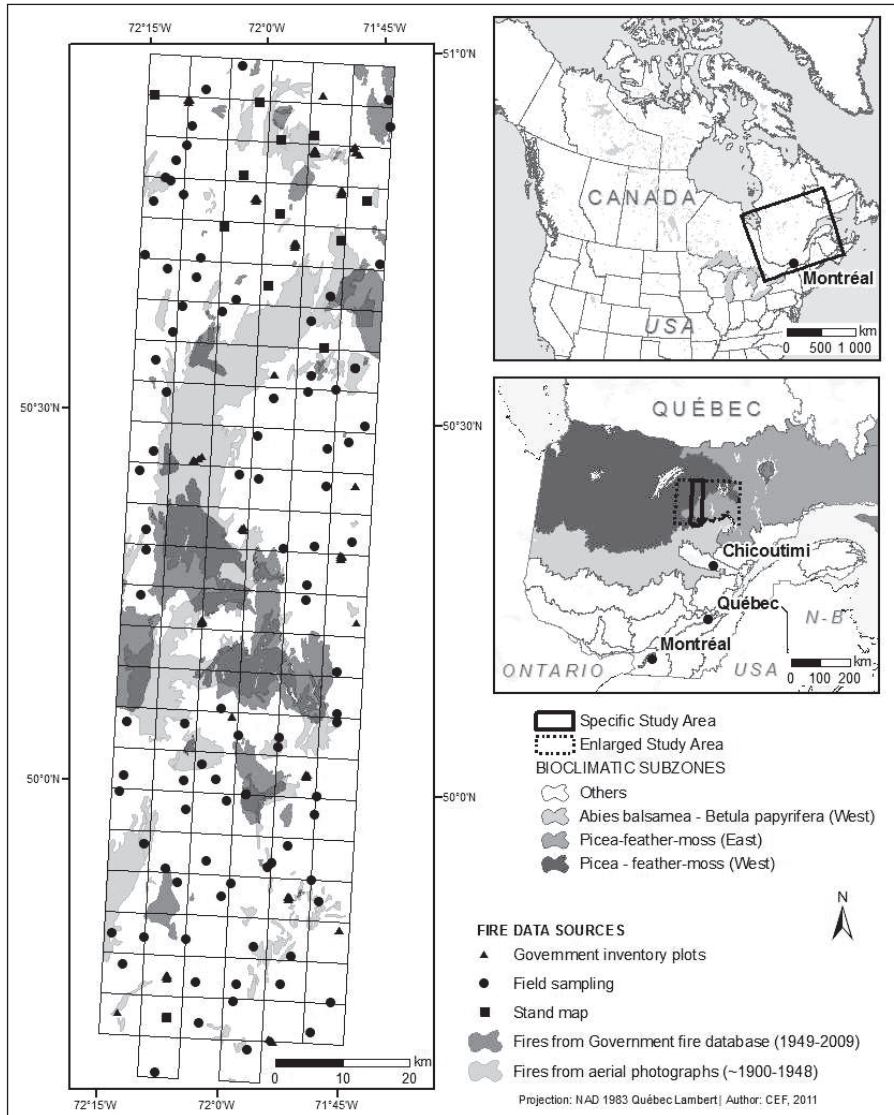 72°15'W 72°0'W 71°45'W
51°0'N
50°3'0"N
50°30'N
50°0'N
50°0'N
km
0 10 20
72°15'W 72°0'W 71°45'W
CANADA
Montréal
USA
km
0 500 1 000
QUÉBEC
Chicoutimi
Québec
N-B
Montréal
ONTARIO
USA
km
0 100 200
Specific Study Area
Enlarged Study Area
BIOCLIMATIC SUBZONES
Others
Abies balsamea - Betula papyrifera (West)
Picea-feather-moss (East)
Picea - feather-moss (West)
N
FIRE DATA SOURCES
Government inventory plots
Field sampling
Stand map
Fires from Government fire database (1949-2009)
Fires from aerial photographs (~1900-1948)
Projection: NAD 1983 Québec Lambert | Author: CEF, 2011